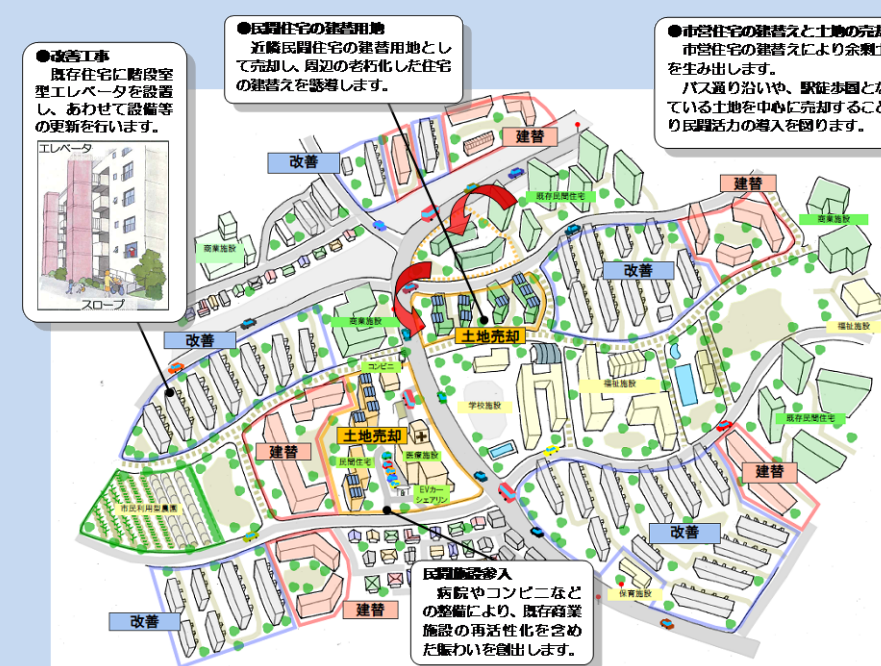 ●改善工事
既存住宅に階段室
型エレベータを設置
し、あわせて設備等
の更新を行います。
エレベータ
スロープ
●民間住宅の建替用地
近隣民間住宅の建替用地とし
て売却し、周辺の老朽化した住宅
の建替えを誘導します。
●市営住宅の建替えと土地の売却
市営住宅の建替えにより余剰土
を生み出します。
バス通り沿いや、駅徒歩圏とな
ている土地を中心に売却すること
り民間活力の導入を図ります。
建替
改善
既存民間住宅
建替
商業施設
商業施設
改善
福祉施設
商業施設
改善
土地売却
コンビニ
学校施設
福祉施設
既存民間住宅
土地売却
建替
民間住宅
医療施設
建替
EVカー
シェアリン
市民利用型農園
改善
保育施設
建替
改善
民間施設参入
病院やコンビニなど
の整備により、既存商業
施設の再活性化を含め
た賑わいを創出します。